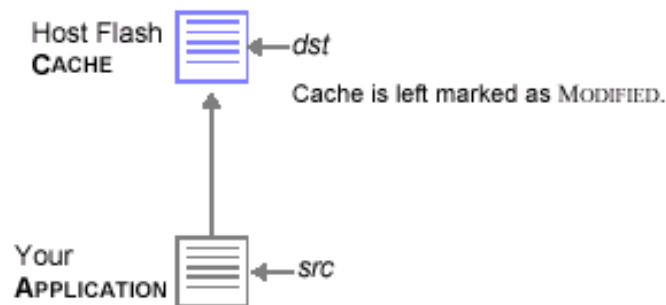 Host Flash
CACHE
dst
Cache is left marked as MODIFIED.
Your
APPLICATION
src